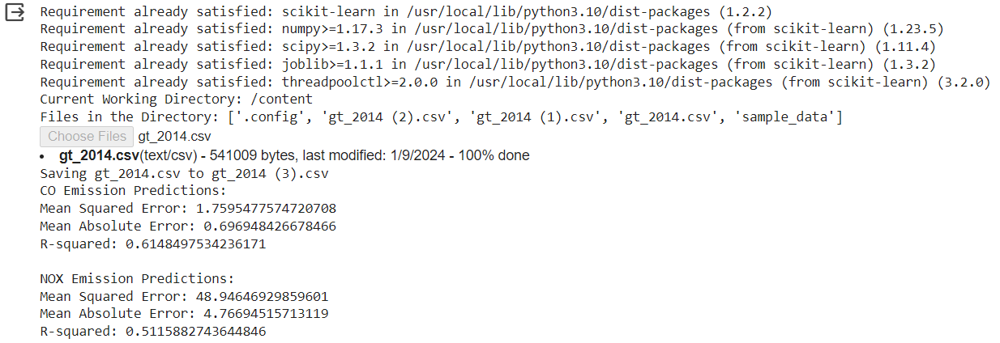 Requirement already satisfied: scikit-learn in /usr/local/lib/python3.10/dist-packages (1.2.2)
Requirement already satisfied: numpy>=1.17.3 in /usr/local/lib/python3.10/dist-packages (from scikit-learn) (1.23.5)
Requirement already satisfied: scipy>=1.3.2 in /usr/local/lib/python3.10/dist-packages (from scikit-learn) (1.11.4)
Requirement already satisfied: joblib>=1.1.1 in /usr/local/lib/python3.10/dist-packages (from scikit-learn) (1.3.2)
Requirement already satisfied: threadpoolctl>=2.0.0 in /usr/local/lib/python3.10/dist-packages (from scikit-learn) (3.2.0)
Current Working Directory: /content
Files in the Directory: ['.config', 'gt_2014 (2).csv', 'gt_2014 (1).csv', 'gt_2014.csv', 'sample_data']
Choose Files gt_2014.csv
• gt_2014.csv(text/csv) - 541009 bytes, last modified: 1/9/2024 - 100% done
Saving gt_2014.csv to gt_2014 (3).csv
CO Emission Predictions:
Mean Squared Error: 1.7595477574720708
Mean Absolute Error: 0.696948426678466
R-squared: 0.6148497534236171
NOX Emission Predictions:
Mean Squared Error: 48.94646929859601
Mean Absolute Error: 4.76694515713119
R-squared: 0.5115882743644846